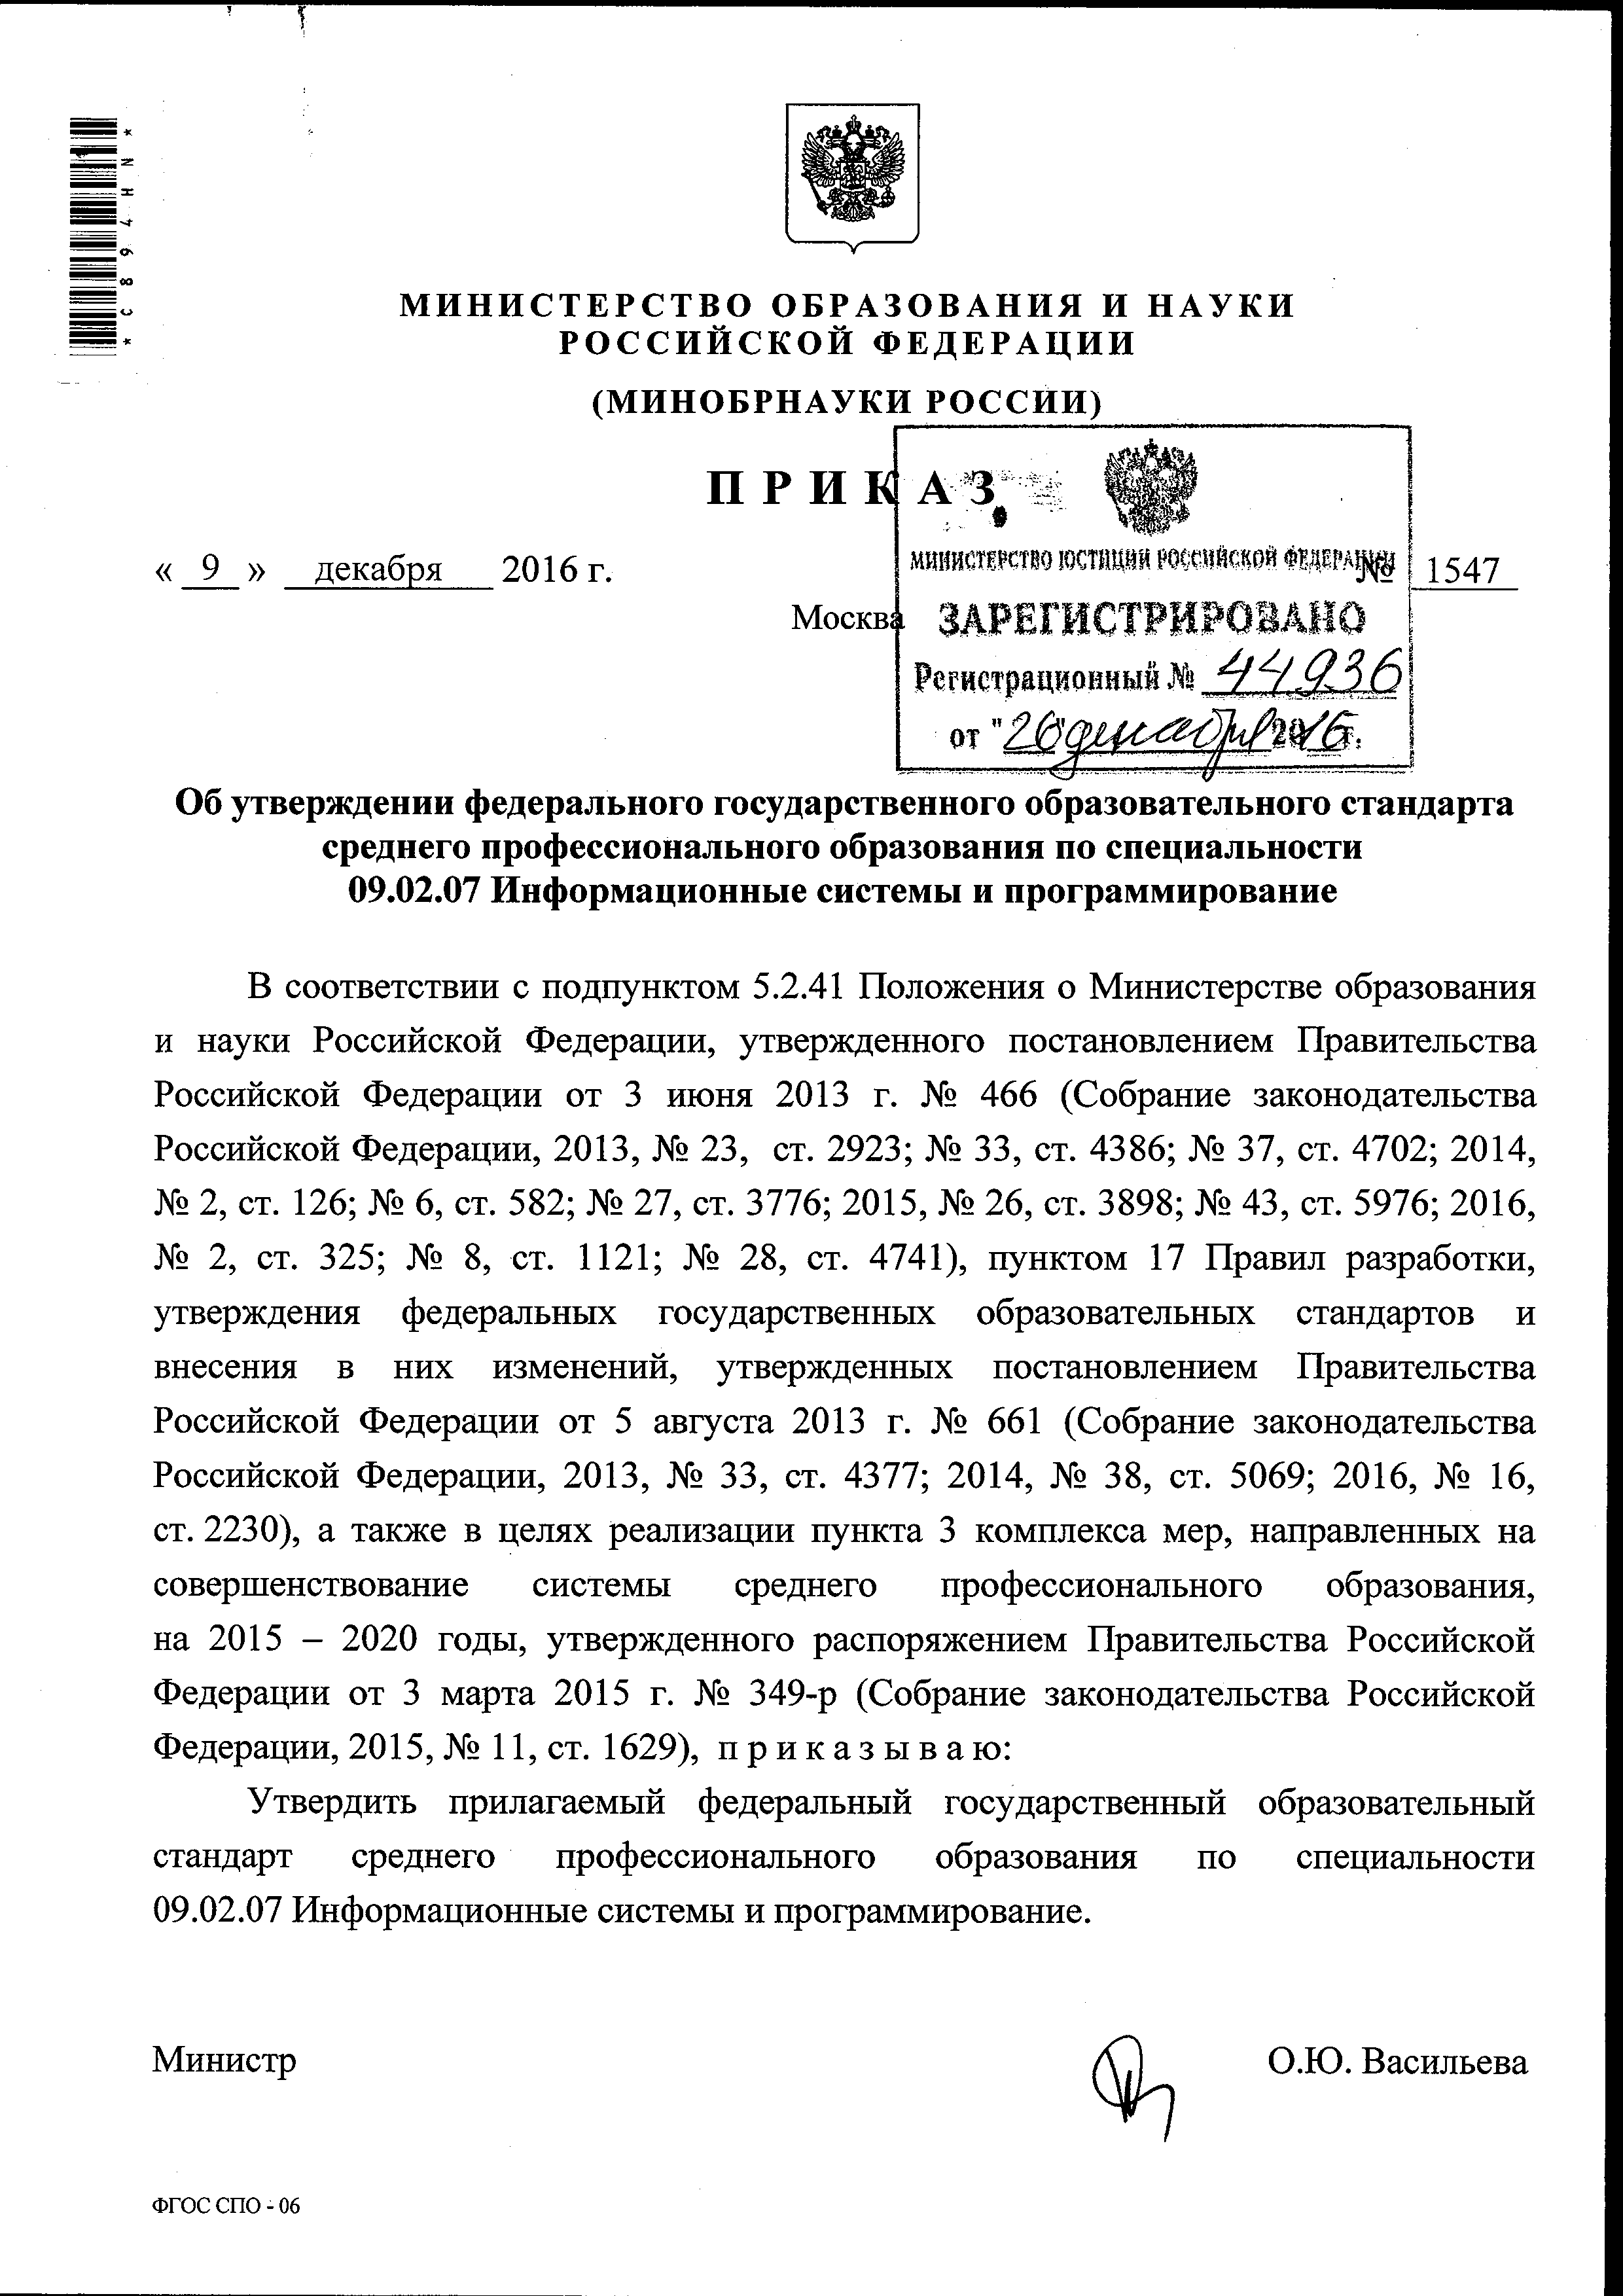 * C 8 9 4 H N *
МИНИСТЕРСТВО ОБРАЗОВАНИЯ И НАУКИ
РОССИЙСКОЙ ФЕДЕРАЦИИ
(МИНОБРНАУКИ РОССИИ)
ПРИКАЗ
« 9 » декабря 2016 г. № 1547
Москва
МИНИСТЕРСТВО ЮСТИЦИИ РОССИЙСКОЙ ФЕДЕРАЦИИ
ЗАРЕГИСТРИРОВАНО
Регистрационный № 44936
от "26" декабря 2016 г.
Об утверждении федерального государственного образовательного стандарта
среднего профессионального образования по специальности
09.02.07 Информационные системы и программирование
В соответствии с подпунктом 5.2.41 Положения о Министерстве образования
и науки Российской Федерации, утвержденного постановлением Правительства
Российской Федерации от 3 июня 2013 г. № 466 (Собрание законодательства
Российской Федерации, 2013, № 23, ст. 2923; № 33, ст. 4386; № 37, ст. 4702; 2014,
№ 2, ст. 126; № 6, ст. 582; № 27, ст. 3776; 2015, № 26, ст. 3898; № 43, ст. 5976; 2016,
№ 2, ст. 325; № 8, ст. 1121; № 28, ст. 4741), пунктом 17 Правил разработки,
утверждения федеральных государственных образовательных стандартов и
внесения в них изменений, утвержденных постановлением Правительства
Российской Федерации от 5 августа 2013 г. № 661 (Собрание законодательства
Российской Федерации, 2013, № 33, ст. 4377; 2014, № 38, ст. 5069; 2016, № 16,
ст. 2230), а также в целях реализации пункта 3 комплекса мер, направленных на
совершенствование системы среднего профессионального образования,
на 2015 – 2020 годы, утвержденного распоряжением Правительства Российской
Федерации от 3 марта 2015 г. № 349-р (Собрание законодательства Российской
Федерации, 2015, № 11, ст. 1629), п р и к а з ы в а ю:
Утвердить прилагаемый федеральный государственный образовательный
стандарт среднего профессионального образования по специальности
09.02.07 Информационные системы и программирование.
Министр О.Ю. Васильева
ФГОС СПО - 06